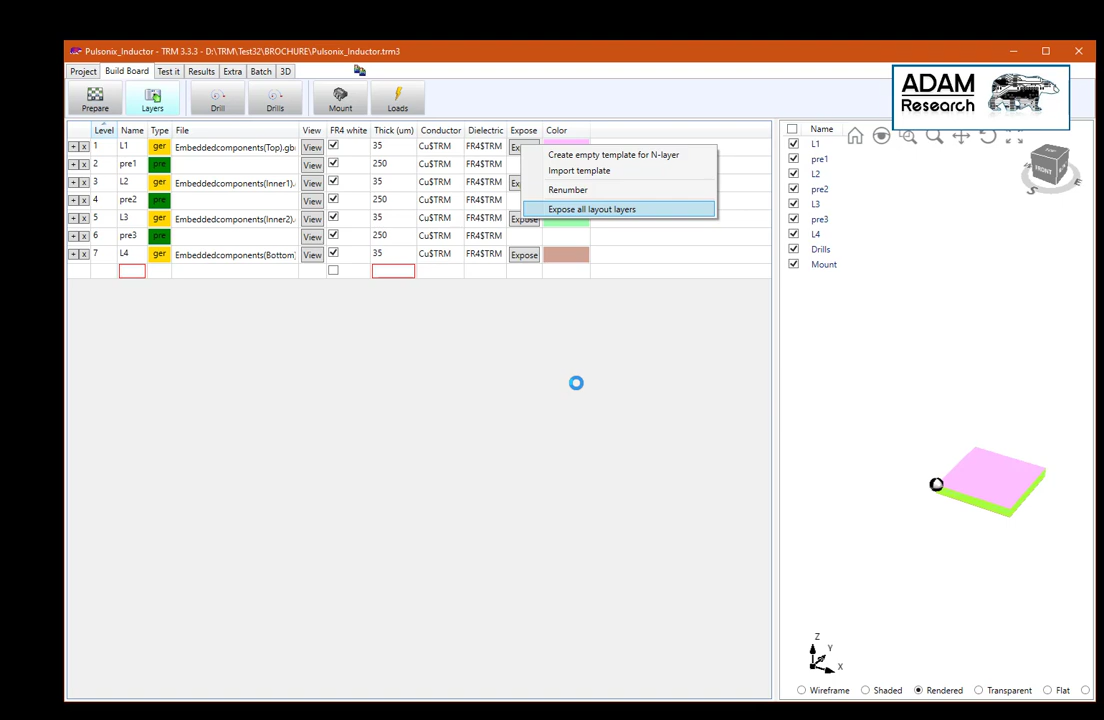 Pulsonix_Inductor - TRM 3.3.3 - D:\TRM\Test32\BROCHURE\Pulsonix_Inductor.trm3
Project Build Board Test it Results Extra Batch 3D
Prepare Layers Drill Drills Mount Loads
ADAM
Research
Level Name Type File View FR4 white Thick (um) Conductor Dielectric Expose Color
+ x 1 L1 ger Embeddedcomponents(Top).gb View 35 Cu$TRM FR4$TRM
+ x 2 pre1 pre View 250 Cu$TRM FR4$TRM
+ x 3 L2 ger Embeddedcomponents(Inner1). View 35 Cu$TRM FR4$TRM
+ x 4 pre2 pre View 250 Cu$TRM FR4$TRM
+ x 5 L3 ger Embeddedcomponents(Inner2). View 35 Cu$TRM FR4$TRM Expose
+ x 6 pre3 pre View 250 Cu$TRM FR4$TRM
+ x 7 L4 ger Embeddedcomponents(Bottom) View 35 Cu$TRM FR4$TRM Expose
Create empty template for N-layer
Import template
Renumber
Expose all layout layers
Name
L1
pre1
L2
pre2
L3
pre3
L4
Drills
Mount
TOP
FRONT
S E
Z
Y
X
Wireframe Shaded Rendered Transparent Flat